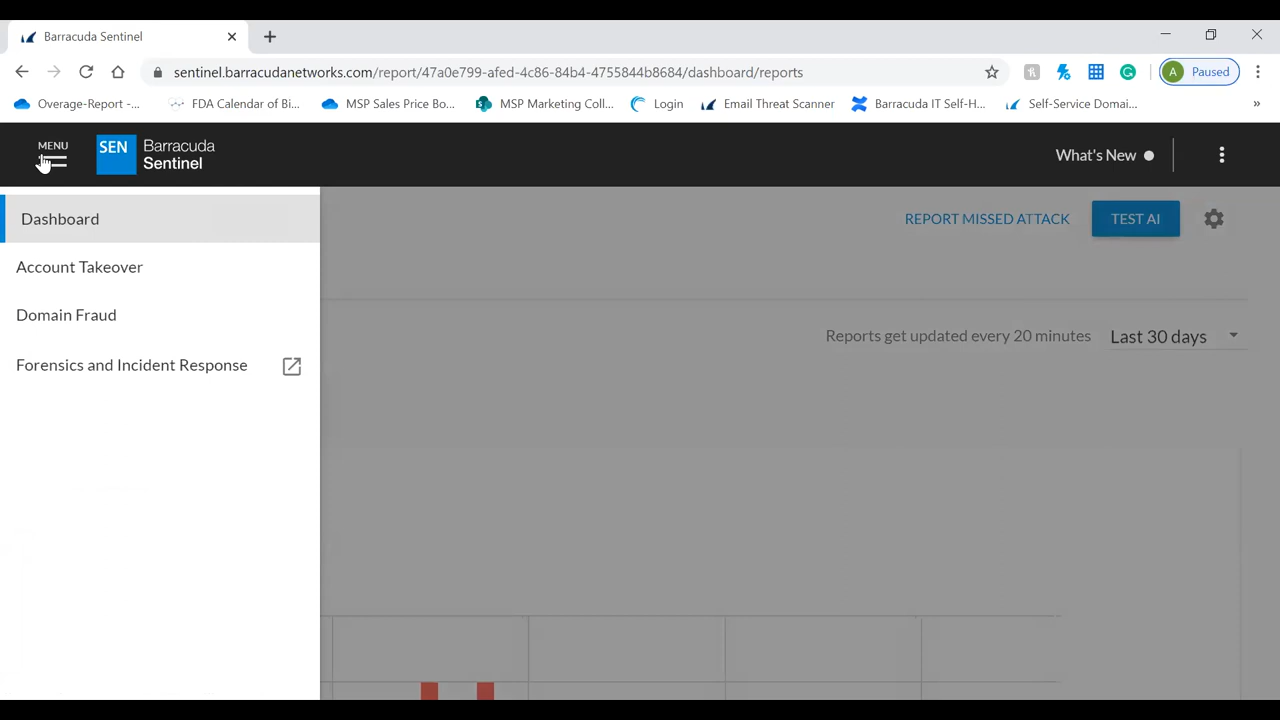 Barracuda Sentinel
sentinel.barracudanetworks.com/report/47a0e789-afed-4c86-84b4-4755844b8684/dashboard/reports
A Paused
Overage-Report -... FDA Calendar of Bi... MSP Sales Price Bo... MSP Marketing Coll... Login Email Threat Scanner Barracuda IT Self-H... Self-Service Domai... »
MENU
SEN Barracuda
Sentinel
What's New
Dashboard
REPORT MISSED ATTACK TEST AI
Account Takeover
Domain Fraud
Reports get updated every 20 minutes Last 30 days
Forensics and Incident Response